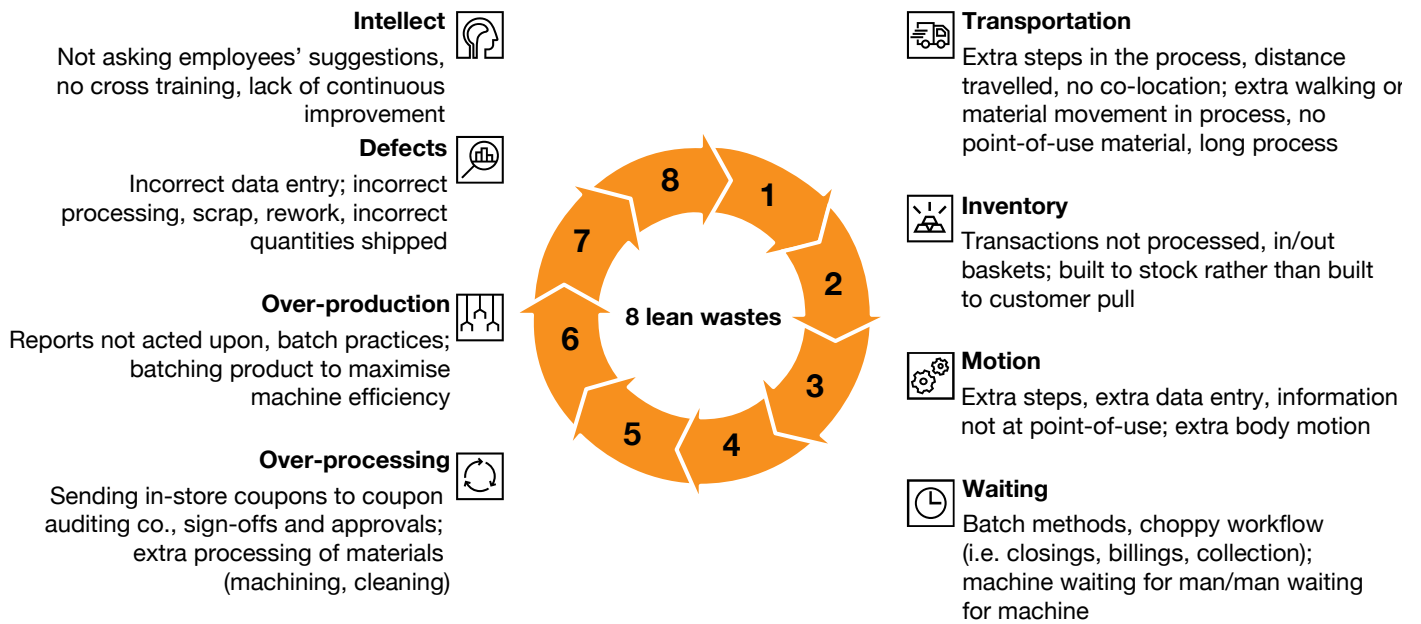 Intellect
Not asking employees’ suggestions,
no cross training, lack of continuous
improvement
Defects
Incorrect data entry; incorrect
processing, scrap, rework, incorrect
quantities shipped
Over-production
Reports not acted upon, batch practices;
batching product to maximise
machine efficiency
Over-processing
Sending in-store coupons to coupon
auditing co., sign-offs and approvals;
extra processing of materials
(machining, cleaning)
8 lean wastes
1
2
3
4
5
6
7
8
Transportation
Extra steps in the process, distance
travelled, no co-location; extra walking or
material movement in process, no
point-of-use material, long process
Inventory
Transactions not processed, in/out
baskets; built to stock rather than built
to customer pull
Motion
Extra steps, extra data entry, information
not at point-of-use; extra body motion
Waiting
Batch methods, choppy workflow
(i.e. closings, billings, collection);
machine waiting for man/man waiting
for machine